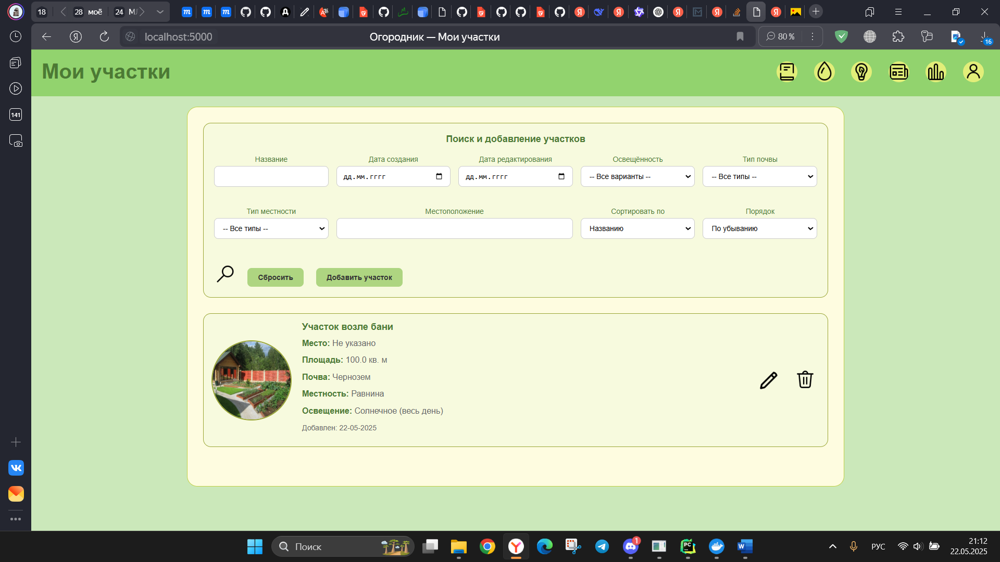 18
28 моё
24
localhost:5000
Огородник — Мои участки
80 %
16
141
Мои участки
Поиск и добавление участков
Название
Дата создания
Дата редактирования
Освещённость
Тип почвы
дд.мм.гггг
дд.мм.гггг
-- Все варианты --
-- Все типы --
Тип местности
Местоположение
Сортировать по
Порядок
-- Все типы --
Названию
По убыванию
Сбросить
Добавить участок
Участок возле бани
Место: Не указано
Площадь: 100.0 кв. м
Почва: Чернозем
Местность: Равнина
Освещение: Солнечное (весь день)
Добавлен: 22-05-2025
Поиск
1
РУС
21:12
22.05.2025